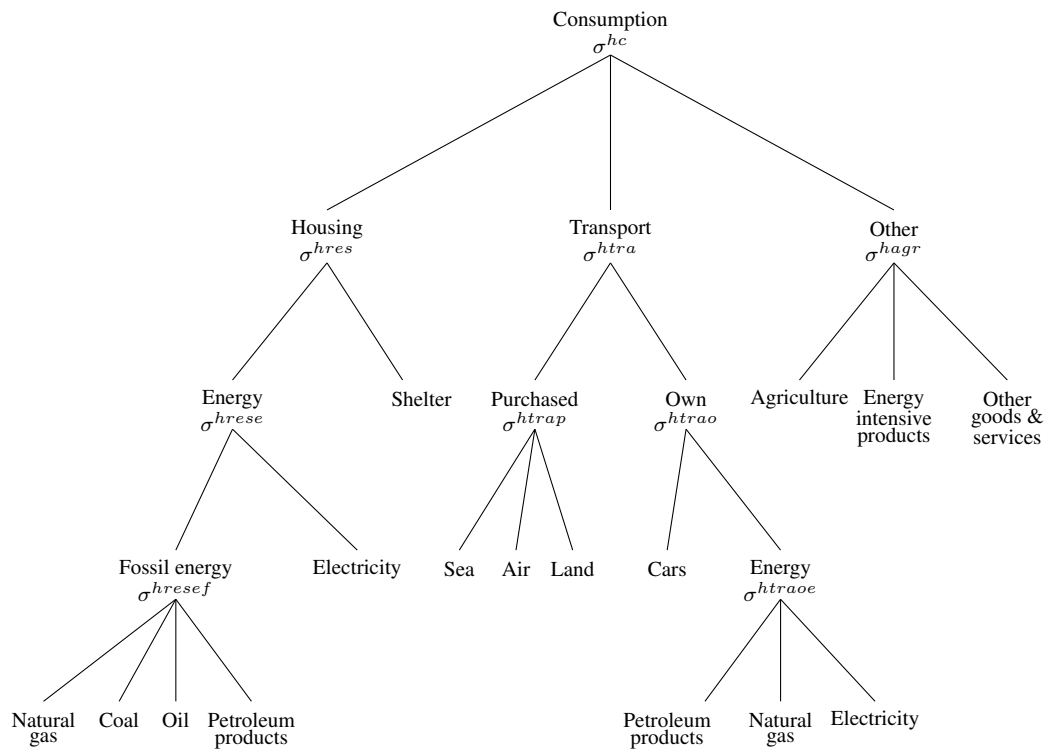 Consumption
σ^{hc}
Housing
σ^{hres}
Transport
σ^{htra}
Other
σ^{hagr}
Energy
σ^{hrese}
Shelter
Purchased
σ^{htrap}
Own
σ^{htrao}
Agriculture
Energy
intensive
products
Other
goods &
services
Fossil energy
σ^{hresef}
Electricity
Sea
Air
Land
Cars
Energy
σ^{htraoe}
Natural
gas
Coal
Oil
Petroleum
products
Petroleum
products
Natural
gas
Electricity